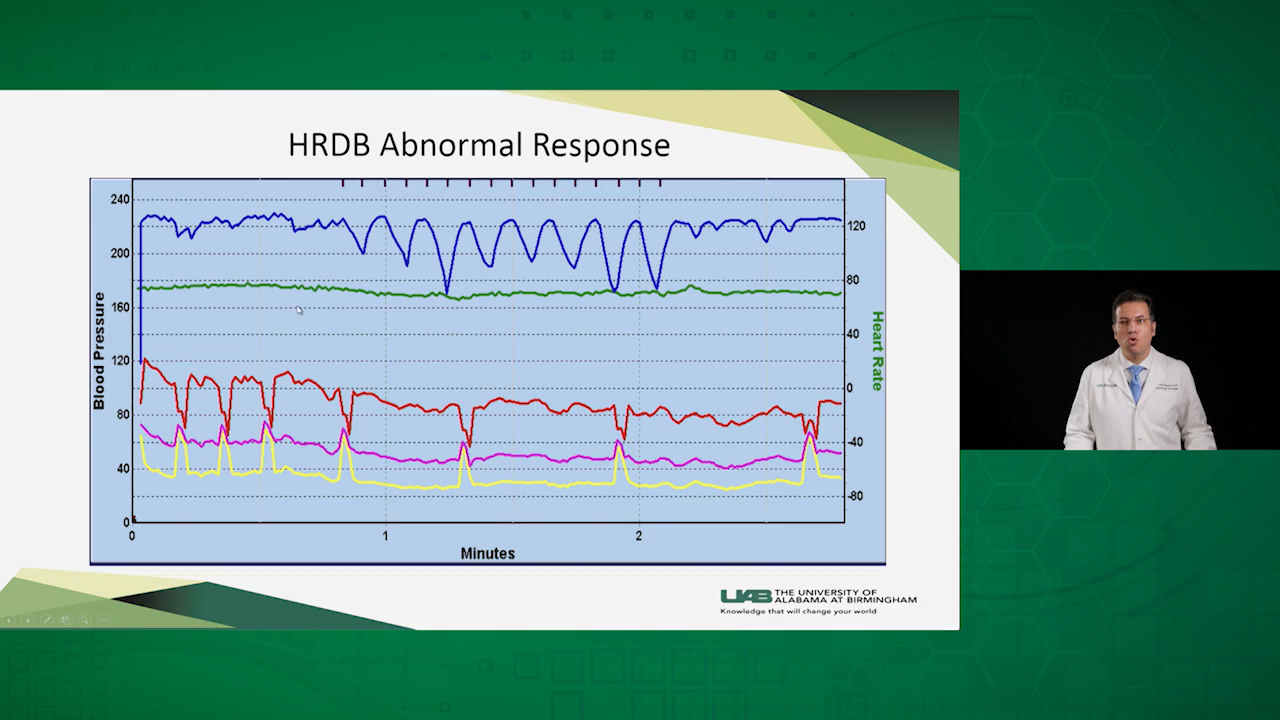 HRDB Abnormal Response
240
200
160
120
80
40
0
120
80
40
0
-40
-80
Blood Pressure
Heart Rate
0
1
2
Minutes
UAB THE UNIVERSITY OF
ALABAMA AT BIRMINGHAM
Knowledge that will change your world